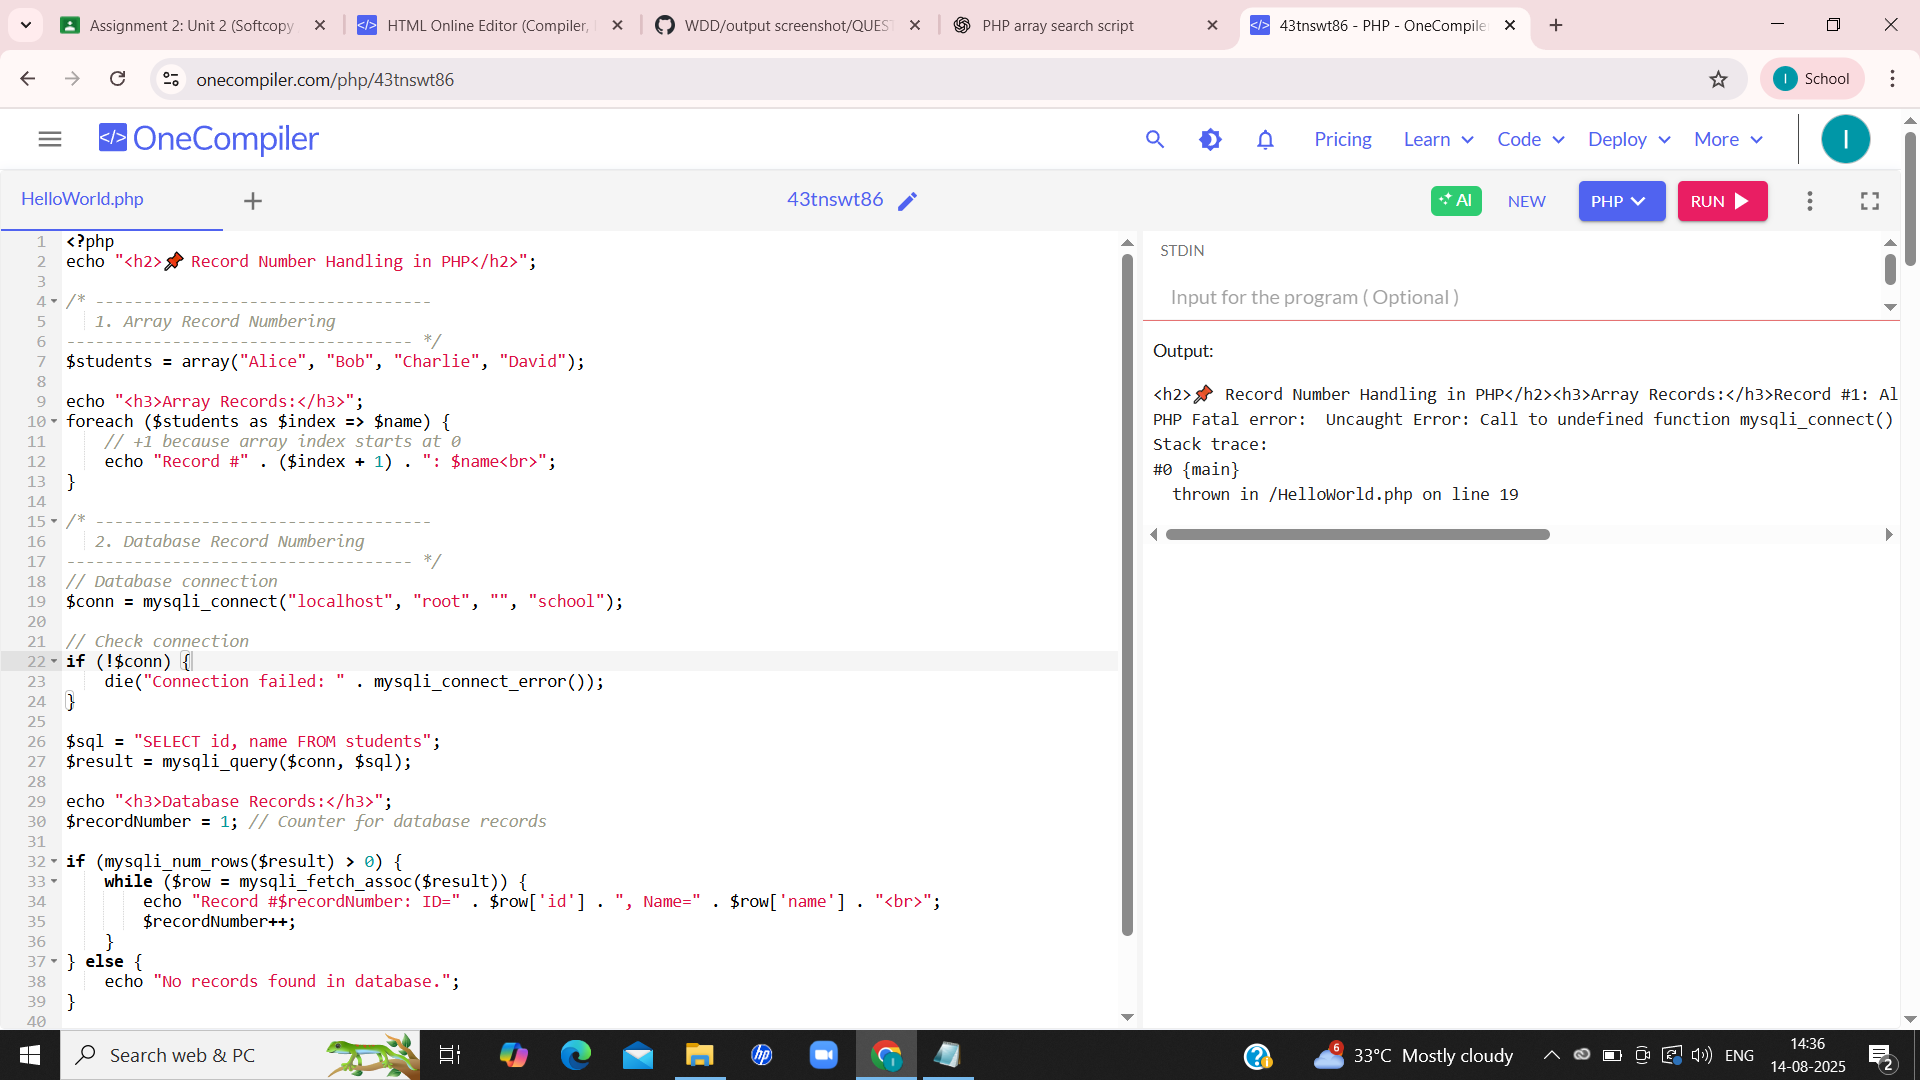 Assignment 2: Unit 2 (Softcopy
HTML Online Editor (Compiler,
WDD/output screenshot/QUEST
PHP array search script
43tnswt86 - PHP - OneCompiler
onecompiler.com/php/43tnswt86
I School
</> OneCompiler
Pricing Learn Code Deploy More I
HelloWorld.php
43tnswt86
AI NEW PHP RUN
1 <?php
2 echo "<h2>📌 Record Number Handling in PHP</h2>";
3
4 /* -----------------------------------
5 1. Array Record Numbering
6 ------------------------------------ */
7 $students = array("Alice", "Bob", "Charlie", "David");
8
9 echo "<h3>Array Records:</h3>";
10 foreach ($students as $index => $name) {
11 // +1 because array index starts at 0
12 echo "Record #" . ($index + 1) . ": $name<br>";
13 }
14
15 /* -----------------------------------
16 2. Database Record Numbering
17 ------------------------------------ */
18 // Database connection
19 $conn = mysqli_connect("localhost", "root", "", "school");
20
21 // Check connection
22 if (!$conn) {
23 die("Connection failed: " . mysqli_connect_error());
24 }
25
26 $sql = "SELECT id, name FROM students";
27 $result = mysqli_query($conn, $sql);
28
29 echo "<h3>Database Records:</h3>";
30 $recordNumber = 1; // Counter for database records
31
32 if (mysqli_num_rows($result) > 0) {
33 while ($row = mysqli_fetch_assoc($result)) {
34 echo "Record #$recordNumber: ID=" . $row['id'] . ", Name=" . $row['name'] . "<br>";
35 $recordNumber++;
36 }
37 } else {
38 echo "No records found in database.";
39 }
40
STDIN
Input for the program ( Optional )
Output:
<h2>📌 Record Number Handling in PHP</h2><h3>Array Records:</h3>Record #1: Al
PHP Fatal error:  Uncaught Error: Call to undefined function mysqli_connect()
Stack trace:
#0 {main}
thrown in /HelloWorld.php on line 19
Search web & PC
hp
6
33°C Mostly cloudy
ENG
14:36
14-08-2025
2